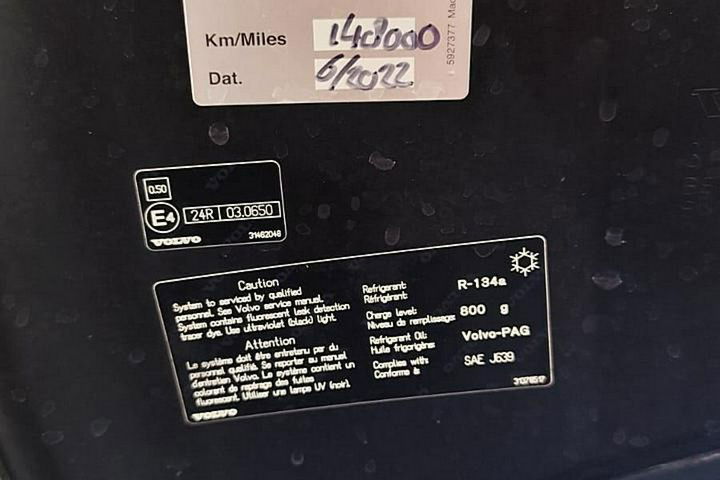 Km/Miles 148000
Dat. 6/2022
5927377
0.50
E4 24R 03.0650
VOLVO 31462048
Caution
System to serviced by qualified
personnel. See Volvo service manual.
System contains fluorescent leak detection
tracer dye. Use ultraviolet (black) light.
Attention
Le système doit être entretenu par du
personnel qualifié. Se reporter au manuel
d'entretien Volvo. Le système contient un
colorant de repérage des fuites
fluorescent. Utiliser une lampe UV (noir).
VOLVO
Refrigerant: R-134a
Réfrigérant:
Charge level: 800 g
Niveau de remplissage:
Refrigerant Oil: Volvo-PAG
Huile frigorigène:
Complies with: SAE J639
Conforme à: